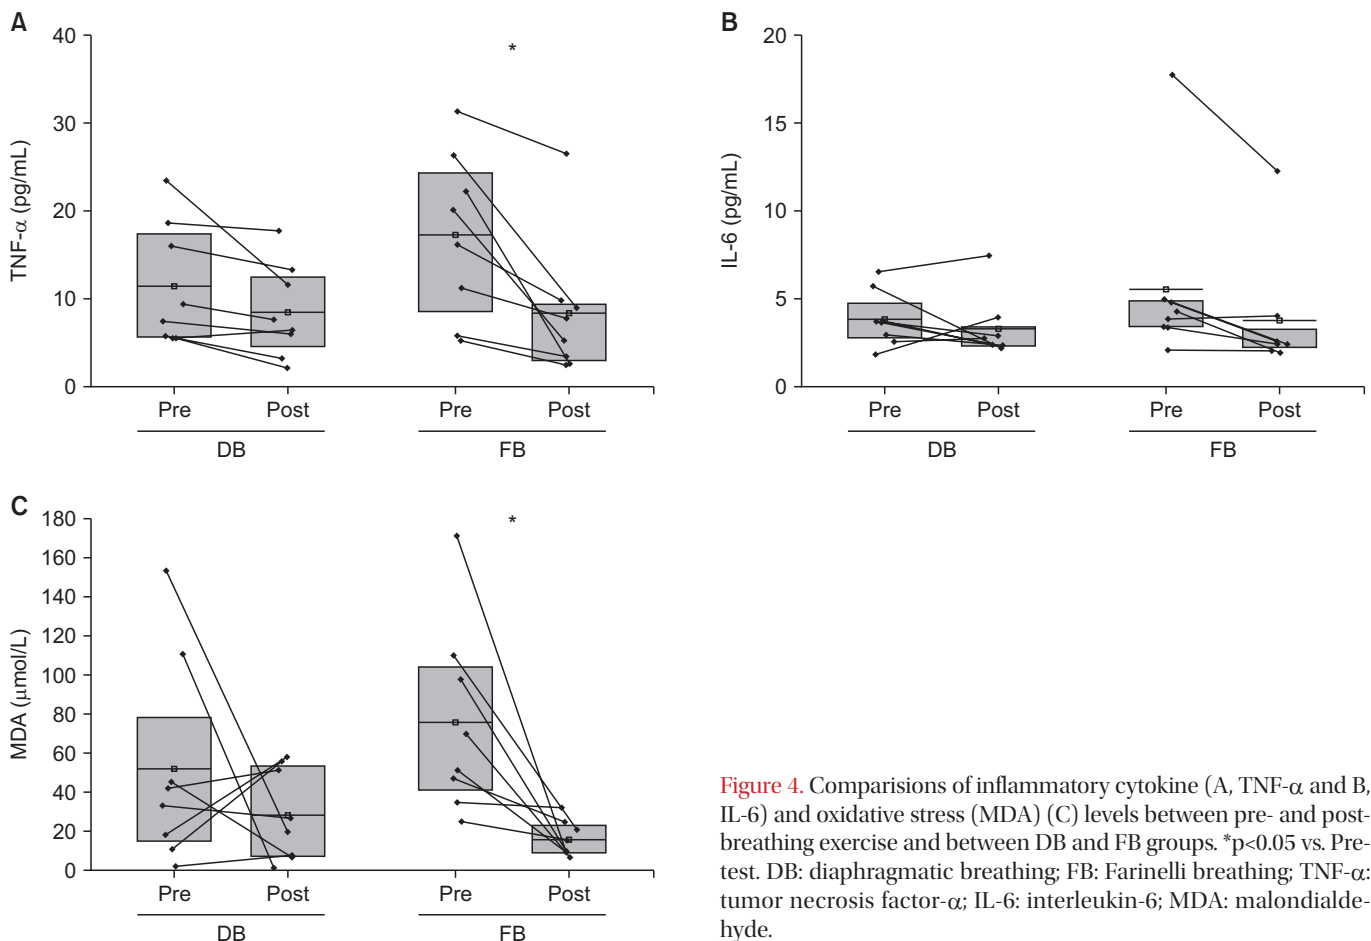 A
40
30
20
10
0
TNF-α (pg/mL)
*
Pre
Post
Pre
Post
DB
FB
B
20
15
10
5
0
IL-6 (pg/mL)
Pre
Post
Pre
Post
DB
FB
C
180
160
140
120
100
80
60
40
20
0
MDA (μmol/L)
*
Pre
Post
Pre
Post
DB
FB
Figure 4. Comparisions of inflammatory cytokine (A, TNF-α and B,
IL-6) and oxidative stress (MDA) (C) levels between pre- and post-
breathing exercise and between DB and FB groups. *p<0.05 vs. Pre-
test. DB: diaphragmatic breathing; FB: Farinelli breathing; TNF-α:
tumor necrosis factor-α; IL-6: interleukin-6; MDA: malondialde-
hyde.